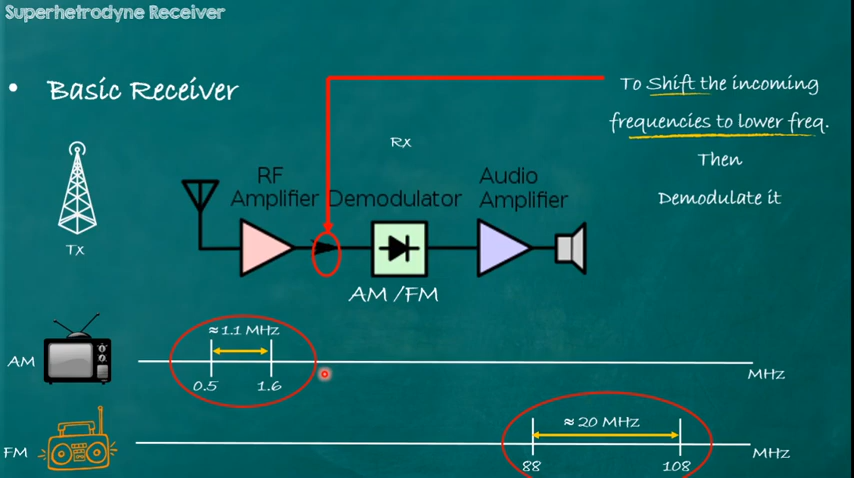 Superhetrodyne Receiver
• Basic Receiver
To Shift the incoming
frequencies to lower freq.
Then
Demodulate it
Rx
RF
Amplifier
Demodulator
Audio
Amplifier
Tx
AM /FM
AM
≈ 1.1 MHz
0.5
1.6
MHz
FM
≈ 20 MHz
88
108
MHz